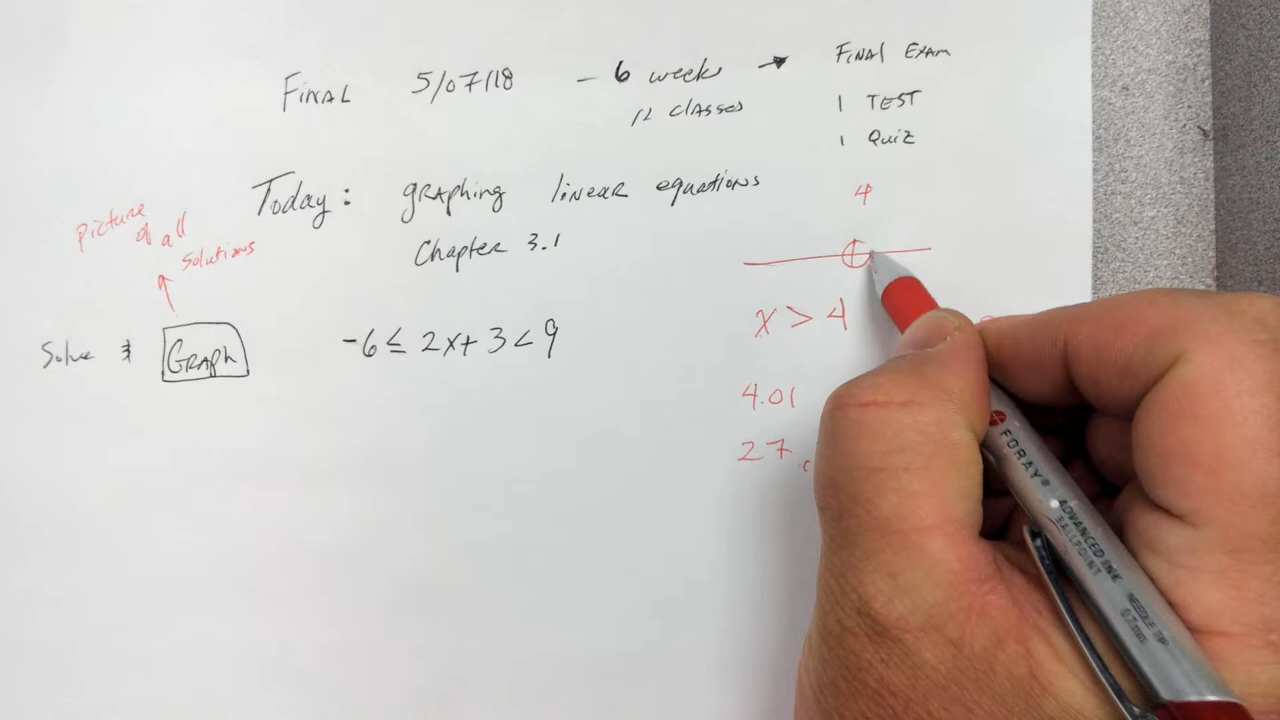 FINAL 5/07/18 - 6 weeks → Final Exam
12 classes
1 TEST
1 Quiz
Today: graphing linear equations
Chapter 3.1
picture
of all
solutions
4
Solve & Graph
-6 ≤ 2x+3 < 9
x > 4
4.01
27
FORAY® ADVANCED INK
BALLPOINT
NEEDLE TIP